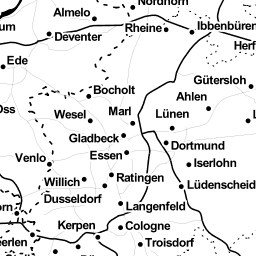 Nordhorn
Almelo
Rheine
Ibbenbüren
Deventer
Ede
Gütersloh
Bocholt
Ahlen
Wesel
Marl
Lünen
Gladbeck
Dortmund
Essen
Venlo
Iserlohn
Willich
Ratingen
Lüdenscheid
Dusseldorf
Langenfeld
Kerpen
Cologne
Troisdorf